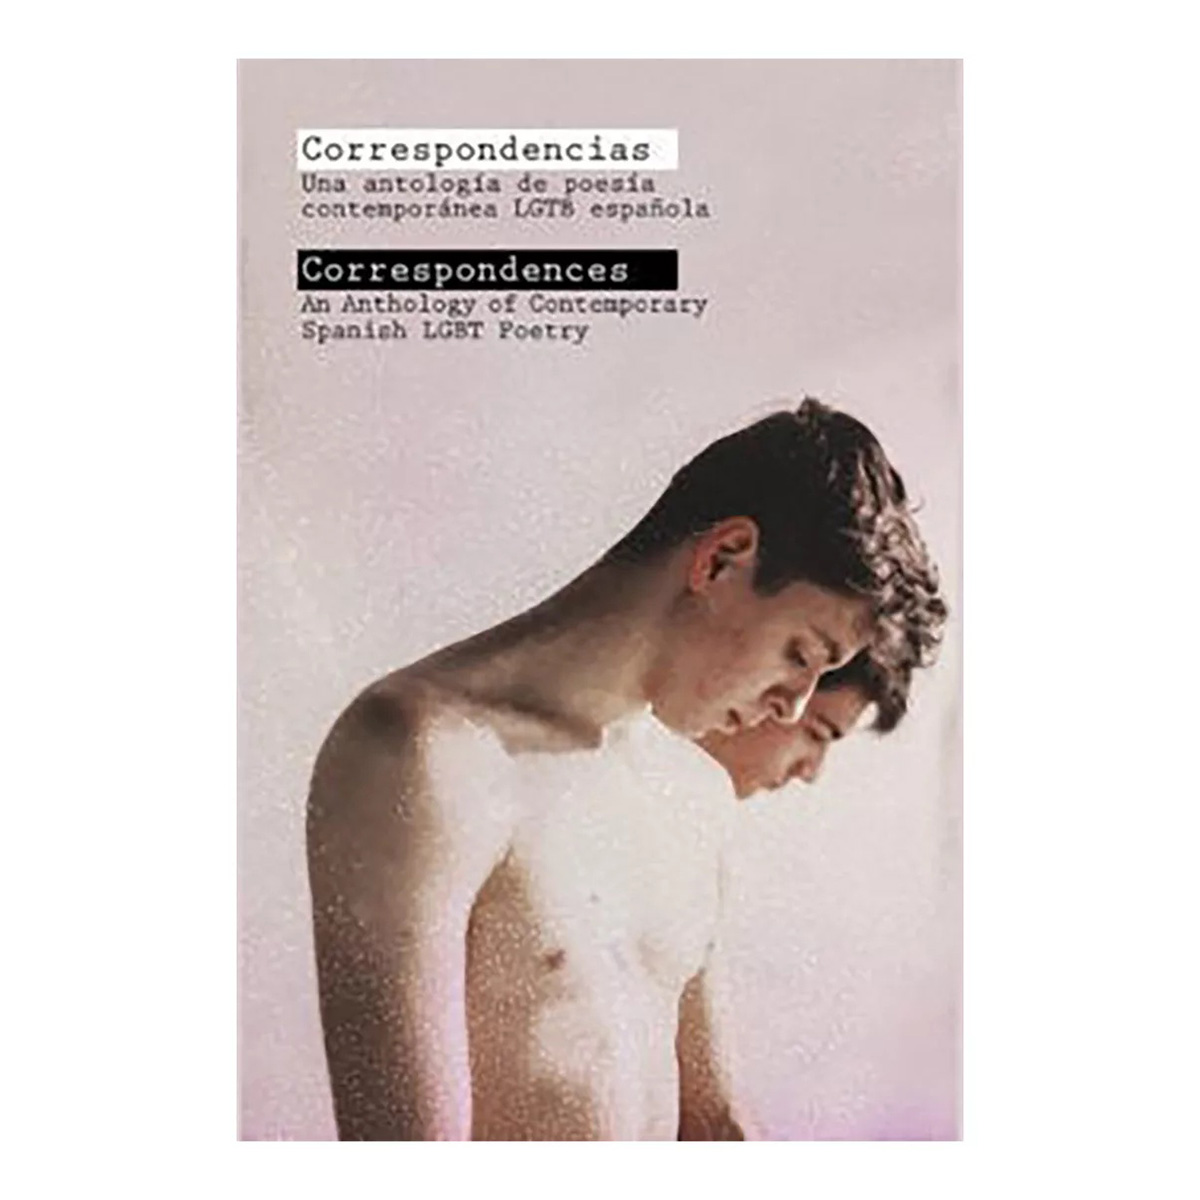 Correspondencias
Una antología de poesía
contemporánea LGTB española
Correspondences
An Anthology of Contemporary
Spanish LGBT Poetry